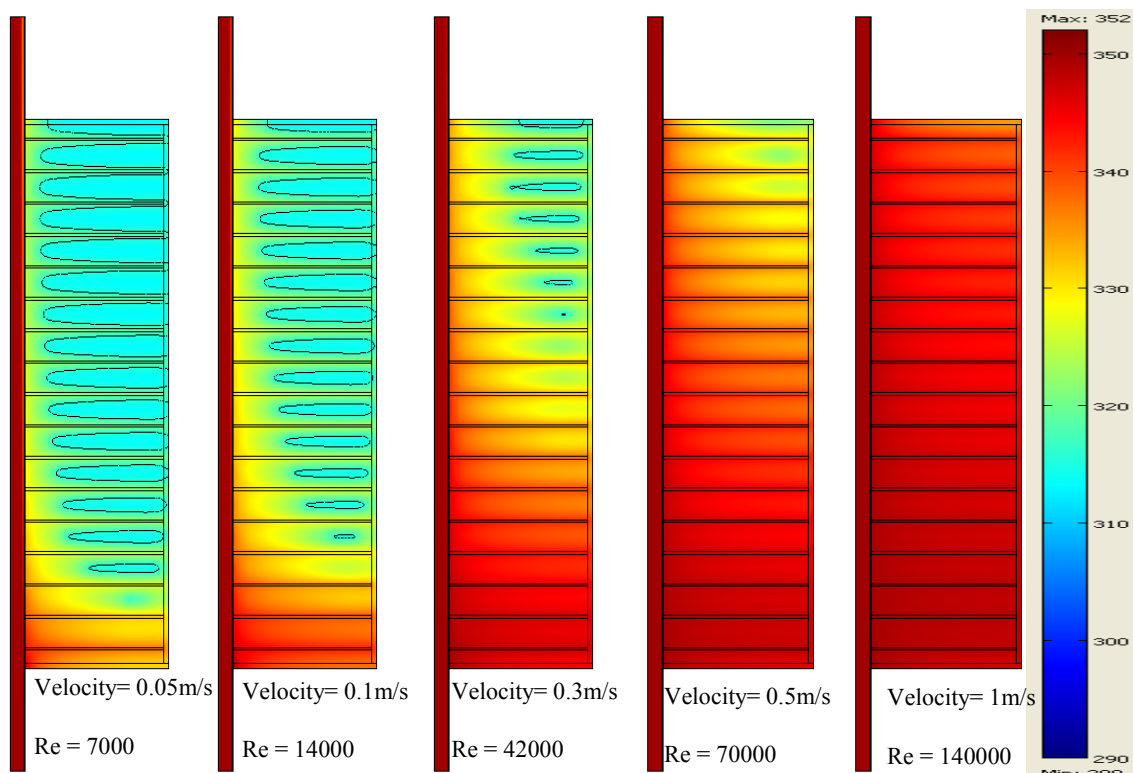 Max: 352
350
340
330
320
310
300
290
Velocity= 0.05m/s
Velocity= 0.1m/s
Velocity= 0.3m/s
Velocity= 0.5m/s
Velocity= 1m/s
Re = 7000
Re = 14000
Re = 42000
Re = 70000
Re = 140000